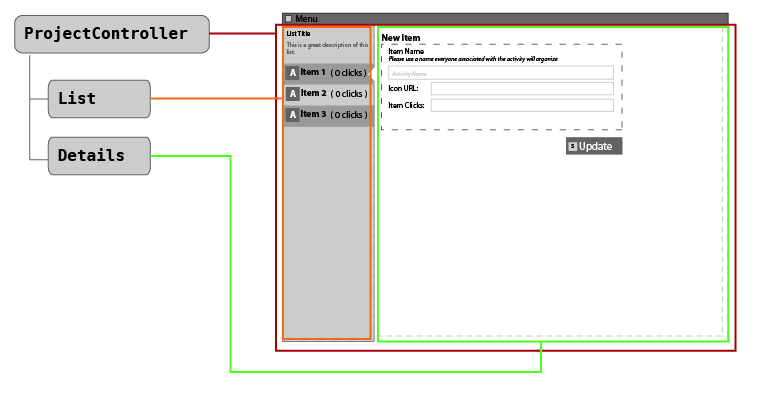 ProjectController
List
Details
Menu
List Title
This is a great description of this
list.
A Item 1 ( 0 clicks )
A Item 2 ( 0 clicks )
A Item 3 ( 0 clicks )
New Item
Item Name
Please use a name everyone associated with the activity will organize
Activity Name
Icon URL:
Item Clicks:
S Update